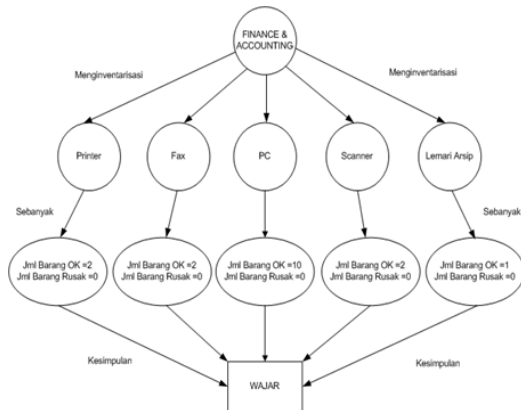 FINANCE &
ACCOUNTING
Menginventarisasi
Menginventarisasi
Printer
Fax
PC
Scanner
Lemari Arsip
Sebanyak
Sebanyak
Jml Barang OK =2
Jml Barang Rusak =0
Jml Barang OK =2
Jml Barang Rusak =0
Jml Barang OK =10
Jml Barang Rusak =0
Jml Barang OK =2
Jml Barang Rusak =0
Jml Barang OK =1
Jml Barang Rusak =0
Kesimpulan
Kesimpulan
WAJAR